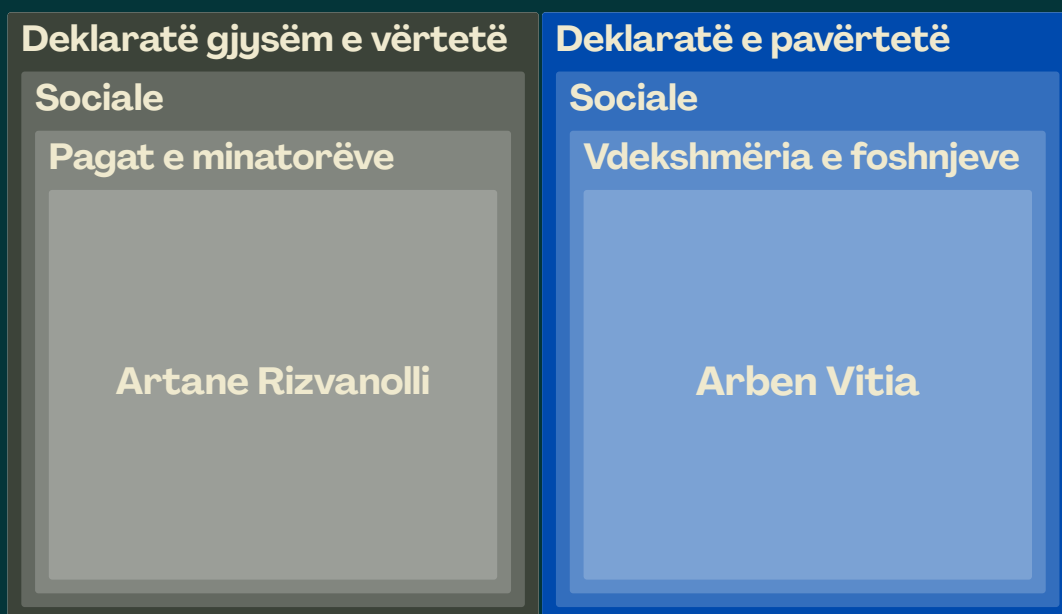 Deklaratë gjysëm e vërtetë
Sociale
Pagat e minatorëve
Artane Rizvanolli
Deklaratë e pavërtetë
Sociale
Vdekshmëria e foshnjeve
Arben Vitia